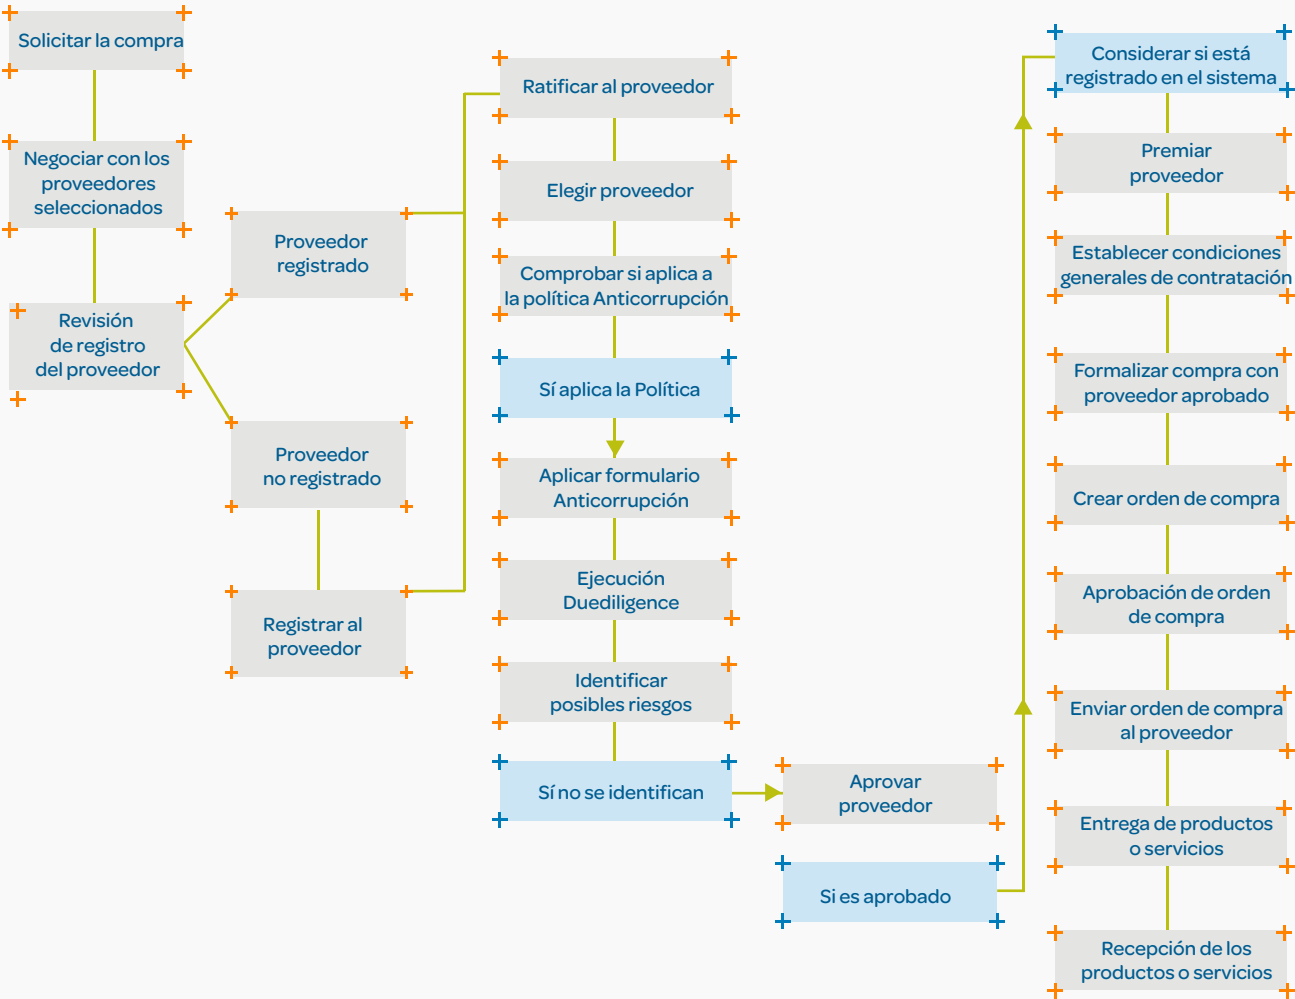 Solicitar la compra
Negociar con los
proveedores
seleccionados
Revisión
de registro
del proveedor
Proveedor
registrado
Proveedor
no registrado
Registrar al
proveedor
Ratificar al proveedor
Elegir proveedor
Comprobar si aplica a
la política Anticorrupción
Sí aplica la Política
Aplicar formulario
Anticorrupción
Ejecución
Duediligence
Identificar
posibles riesgos
Sí no se identifican
Aprovar
proveedor
Si es aprobado
Considerar si está
registrado en el sistema
Premiar
proveedor
Establecer condiciones
generales de contratación
Formalizar compra con
proveedor aprobado
Crear orden de compra
Aprobación de orden
de compra
Enviar orden de compra
al proveedor
Entrega de productos
o servicios
Recepción de los
productos o servicios